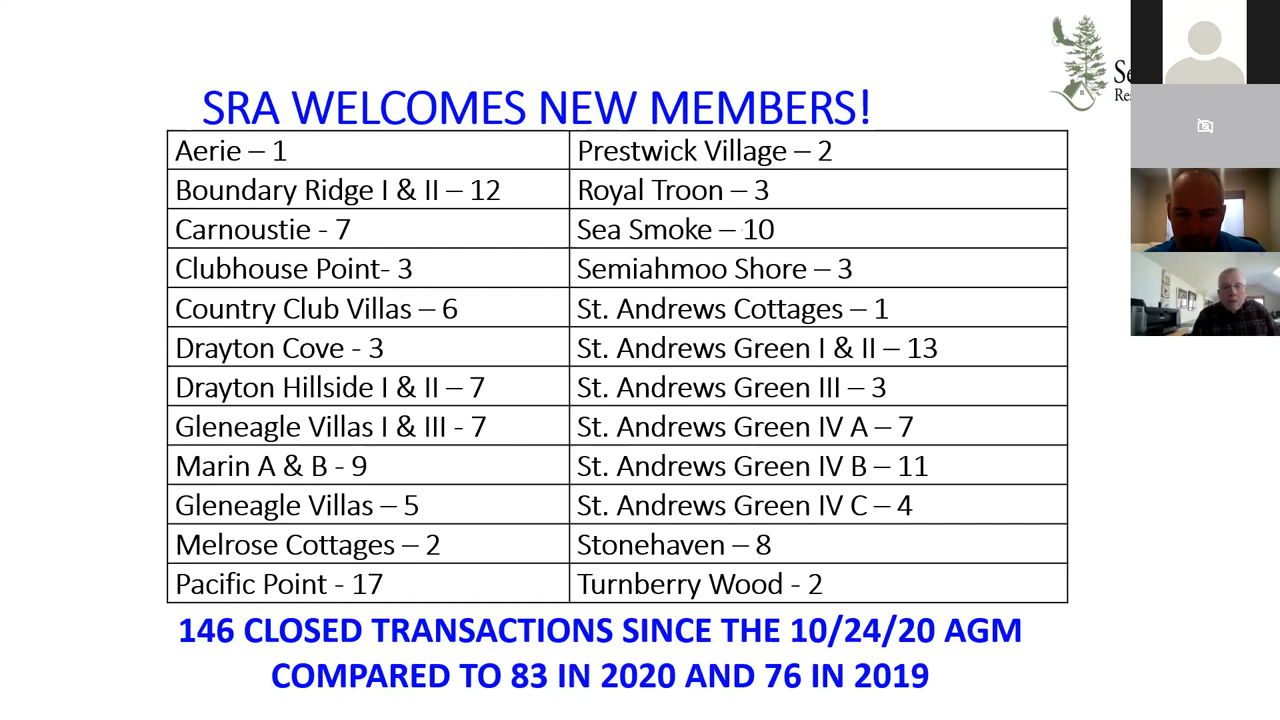 SRA WELCOMES NEW MEMBERS!
Aerie – 1
Prestwick Village – 2
Boundary Ridge I & II – 12
Royal Troon – 3
Carnoustie - 7
Sea Smoke – 10
Clubhouse Point- 3
Semiahmoo Shore – 3
Country Club Villas – 6
St. Andrews Cottages – 1
Drayton Cove - 3
St. Andrews Green I & II – 13
Drayton Hillside I & II – 7
St. Andrews Green III – 3
Gleneagle Villas I & III - 7
St. Andrews Green IV A – 7
Marin A & B - 9
St. Andrews Green IV B – 11
Gleneagle Villas – 5
St. Andrews Green IV C – 4
Melrose Cottages – 2
Stonehaven – 8
Pacific Point - 17
Turnberry Wood - 2
146 CLOSED TRANSACTIONS SINCE THE 10/24/20 AGM
COMPARED TO 83 IN 2020 AND 76 IN 2019